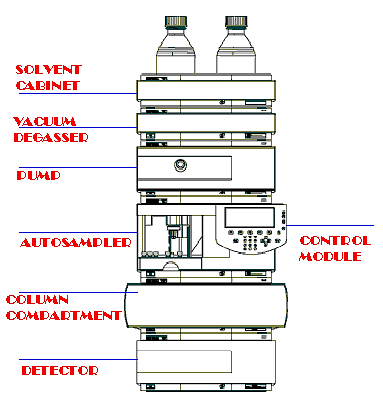 SOLVENT
CABINET
VACUUM
DEGASSER
PUMP
AUTOSAMPLER
CONTROL
MODULE
COLUMN
COMPARTMENT
DETECTOR